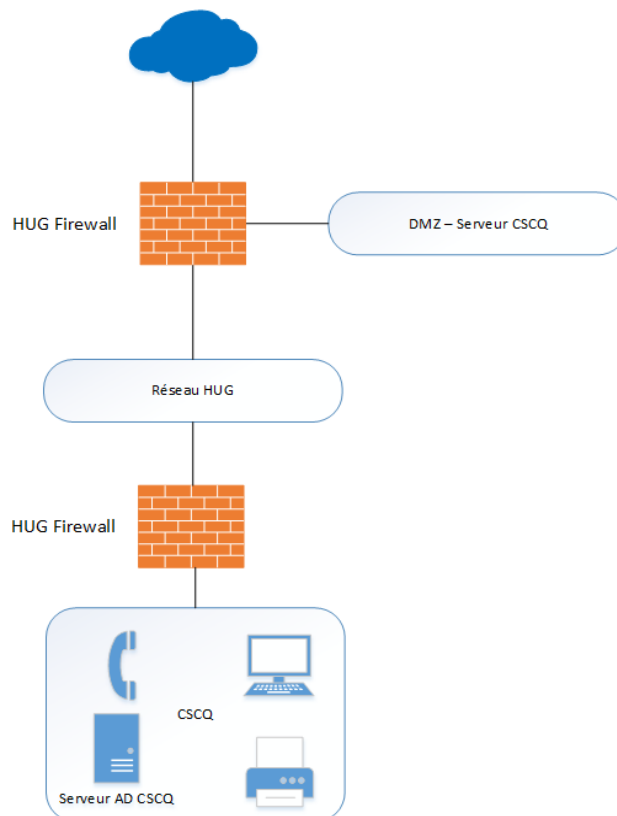 HUG Firewall
DMZ – Serveur CSCQ
Réseau HUG
HUG Firewall
CSCQ
Serveur AD CSCQ